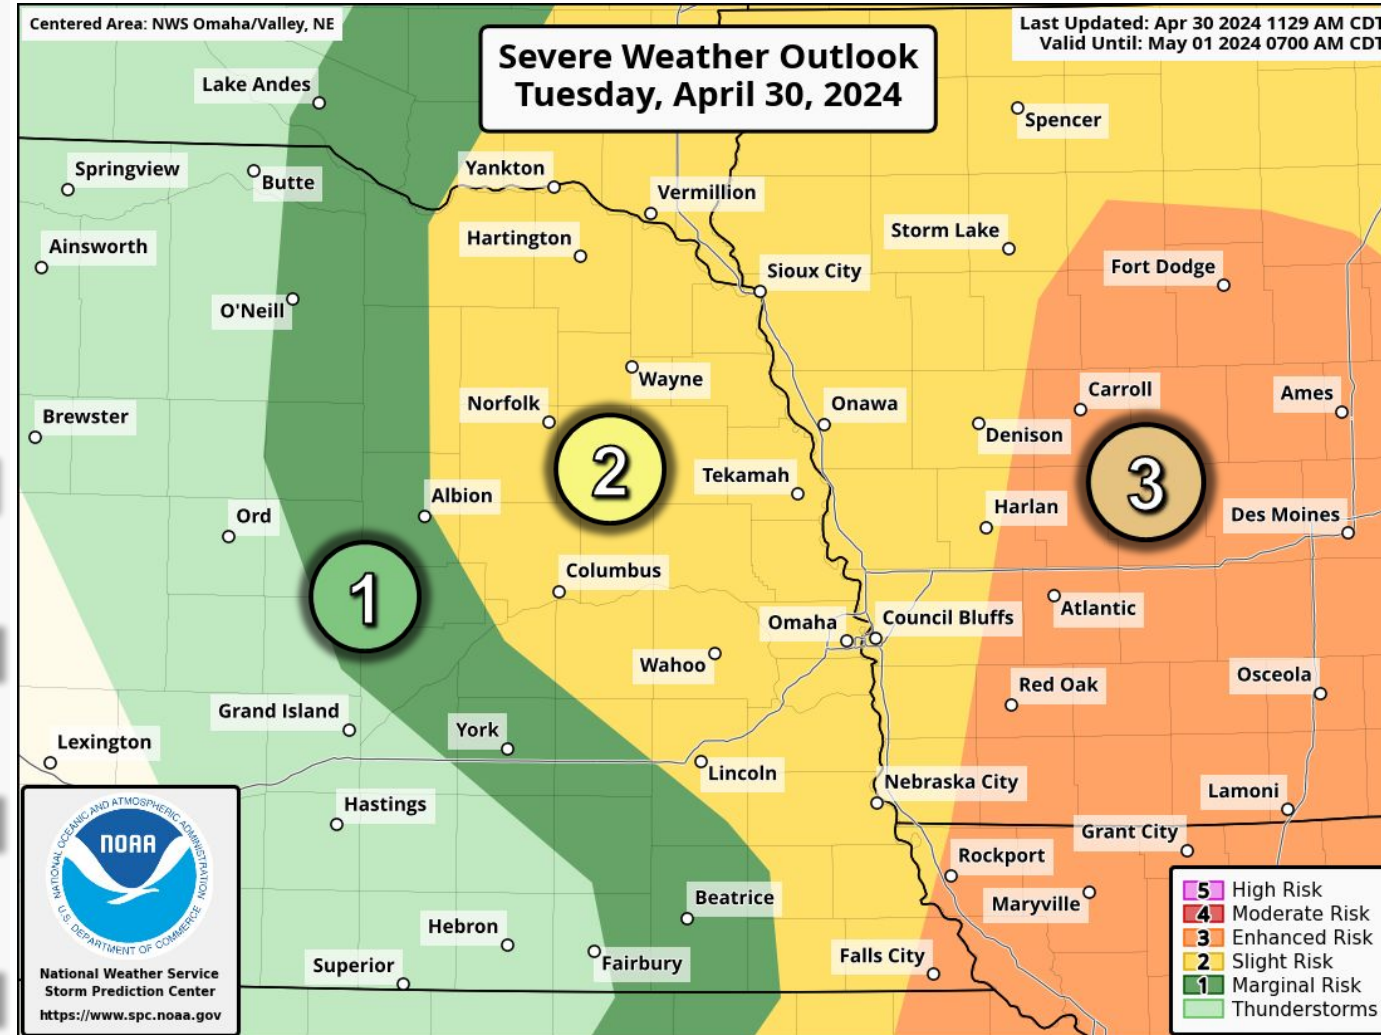 Centered Area: NWS Omaha/Valley, NE
Last Updated: Apr 30 2024 1129 AM CDT
Valid Until: May 01 2024 0700 AM CDT
Severe Weather Outlook
Tuesday, April 30, 2024
Lake Andes
Spencer
Springview
Butte
Yankton
Vermillion
Ainsworth
Hartington
Storm Lake
Sioux City
Fort Dodge
O'Neill
Wayne
Carroll
Ames
Brewster
Norfolk
Onawa
Denison
2
3
Tekamah
Albion
Harlan
Ord
Des Moines
Columbus
1
Atlantic
Omaha
Council Bluffs
Wahoo
Osceola
Red Oak
Grand Island
York
Lexington
Lincoln
Nebraska City
Lamoni
Hastings
Grant City
Rockport
Maryville
Beatrice
Hebron
Falls City
Fairbury
Superior
NATIONAL OCEANIC AND ATMOSPHERIC ADMINISTRATION
NOAA
U.S. DEPARTMENT OF COMMERCE
National Weather Service
Storm Prediction Center
https://www.spc.noaa.gov
5 High Risk
4 Moderate Risk
3 Enhanced Risk
2 Slight Risk
1 Marginal Risk
Thunderstorms